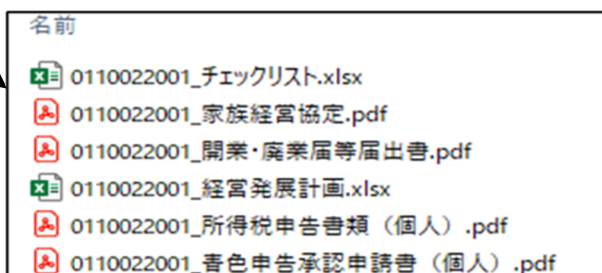 名前
0110022001_チェックリスト.xlsx
0110022001_家族経営協定.pdf
0110022001_開業・廃業届等届出書.pdf
0110022001_経営発展計画.xlsx
0110022001_所得税申告書類（個人）.pdf
0110022001_青色申告承認申請書（個人）.pdf